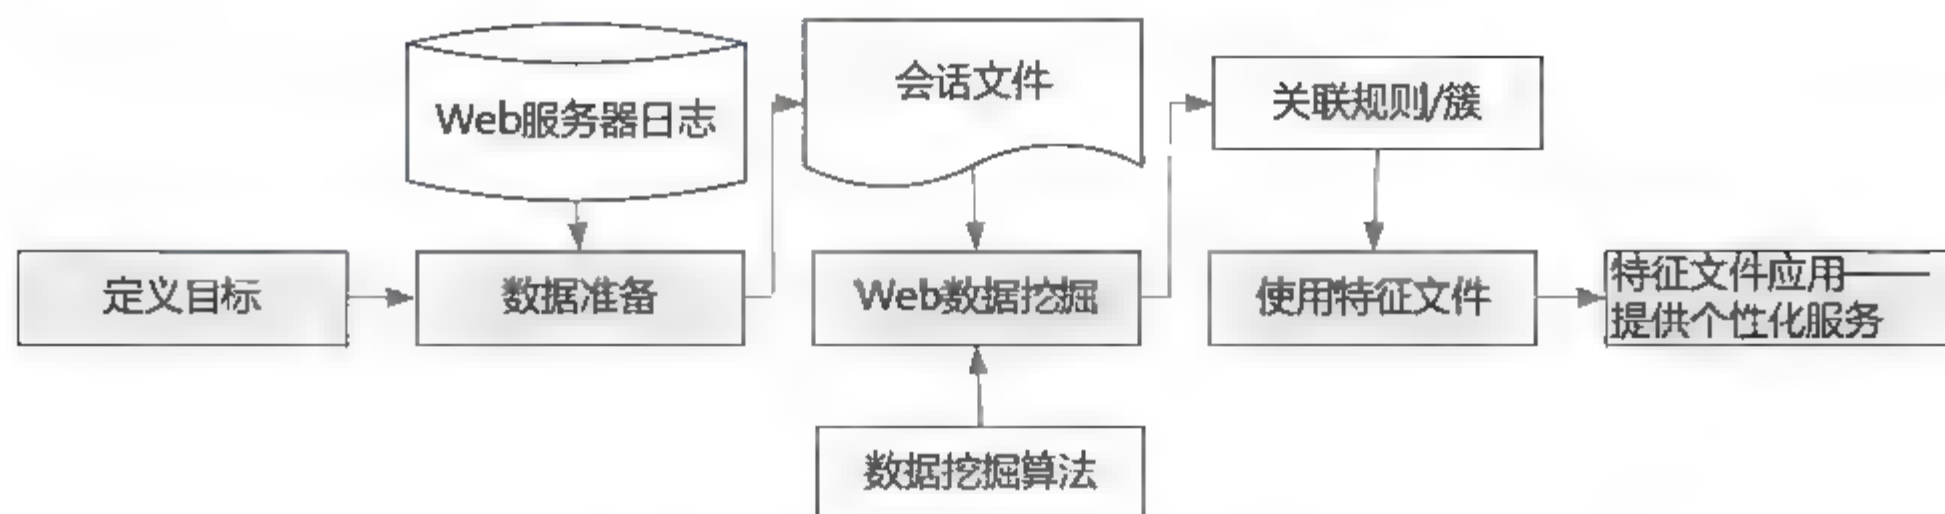 Web服务器日志
会话文件
关联规则/簇
定义目标
数据准备
Web数据挖掘
使用特征文件
特征文件应用——
提供个性化服务
数据挖掘算法